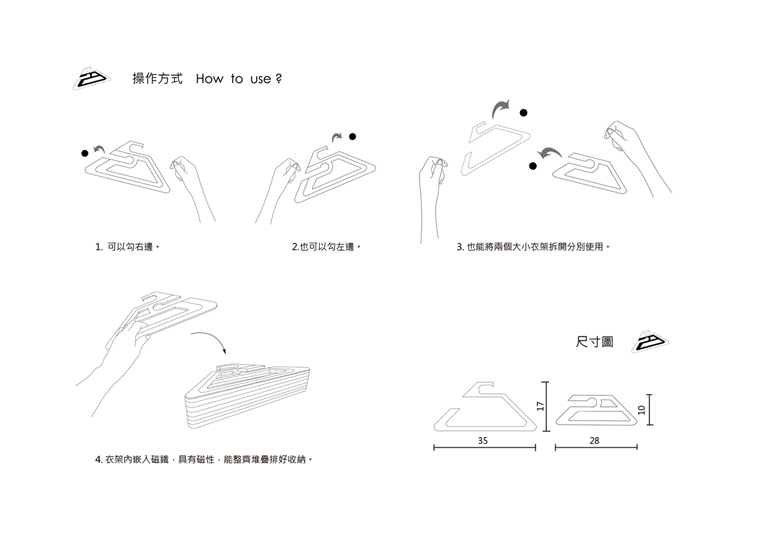 操作方式 How to use?
1. 可以勾右邊。
2.也可以勾左邊。
3. 也能將兩個大小衣架拆開分別使用。
4. 衣架內嵌入磁鐵，具有磁性，能整齊堆疊排好收納。
尺寸圖
17
10
35
28